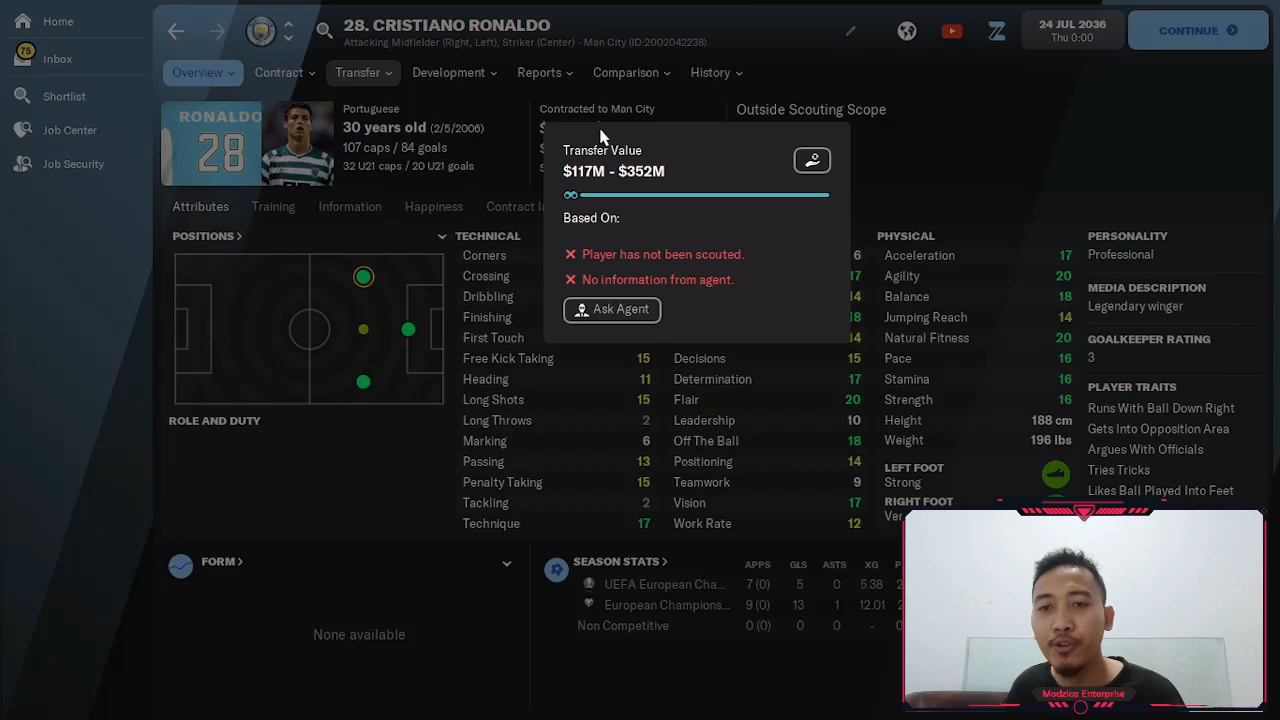 Home
75
Inbox
Shortlist
Job Center
Job Security
28. CRISTIANO RONALDO
Attacking Midfielder (Right, Left), Striker (Center) - Man City (ID:2002042238)
24 JUL 2036
Thu 0:00
CONTINUE
Overview
Contract
Transfer
Development
Reports
Comparison
History
RONALDO
28
Portuguese
30 years old (2/5/2006)
107 caps / 84 goals
32 U21 caps / 20 U21 goals
Contracted to Man City
Outside Scouting Scope
Transfer Value
$117M - $352M
Based On:
Player has not been scouted.
No information from agent.
Ask Agent
Attributes
Training
Information
Happiness
POSITIONS >
ROLE AND DUTY
TECHNICAL
Corners
Crossing
Dribbling
Finishing
First Touch
Free Kick Taking 15
Heading 11
Long Shots 15
Long Throws 2
Marking 6
Passing 13
Penalty Taking 15
Tackling 2
Technique 17
6
17
14
18
14
Decisions 15
Determination 17
Flair 20
Leadership 10
Off The Ball 18
Positioning 14
Teamwork 9
Vision 17
Work Rate 12
PHYSICAL
Acceleration 17
Agility 20
Balance 18
Jumping Reach 14
Natural Fitness 20
Pace 16
Stamina 16
Strength 16
Height 188 cm
Weight 196 lbs
LEFT FOOT
Strong
RIGHT FOOT
PERSONALITY
Professional
MEDIA DESCRIPTION
Legendary winger
GOALKEEPER RATING
3
PLAYER TRAITS
Runs With Ball Down Right
Gets Into Opposition Area
Argues With Officials
Tries Tricks
Likes Ball Played Into Feet
FORM >
None available
SEASON STATS > APPS GLS ASTS XG
UEFA European Cha... 7 (0) 5 0 5.38
European Champions... 9 (0) 13 1 12.01
Non Competitive 0 (0) 0 0 -
Modzica Enterprise